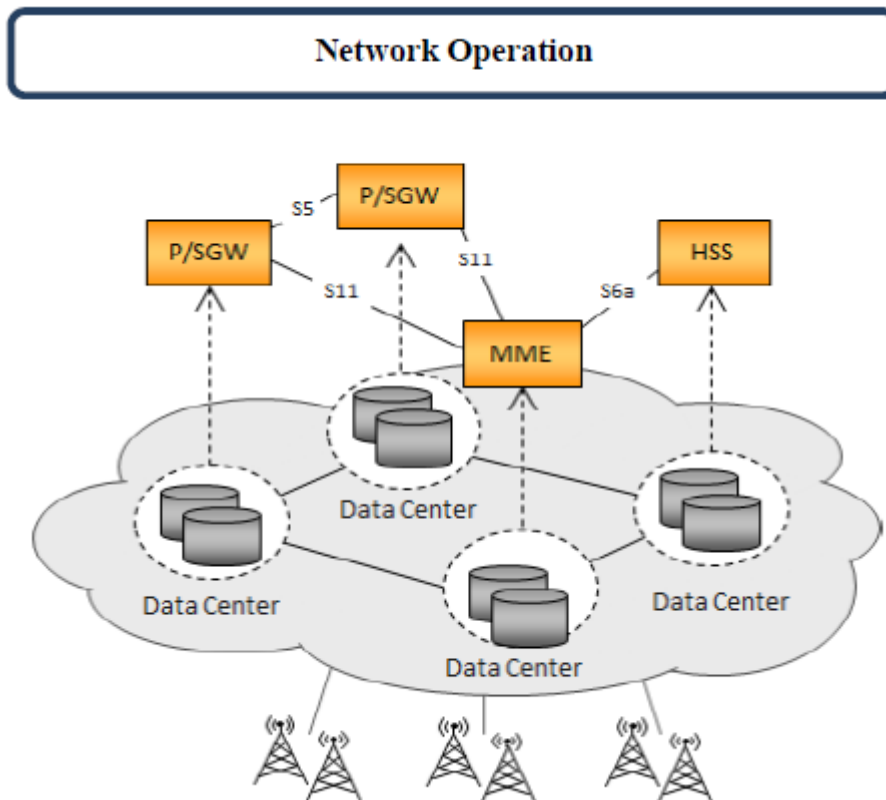 Network Operation
P/SGW
S5
P/SGW
HSS
S11
S11
S6a
MME
Data Center
Data Center
Data Center
Data Center